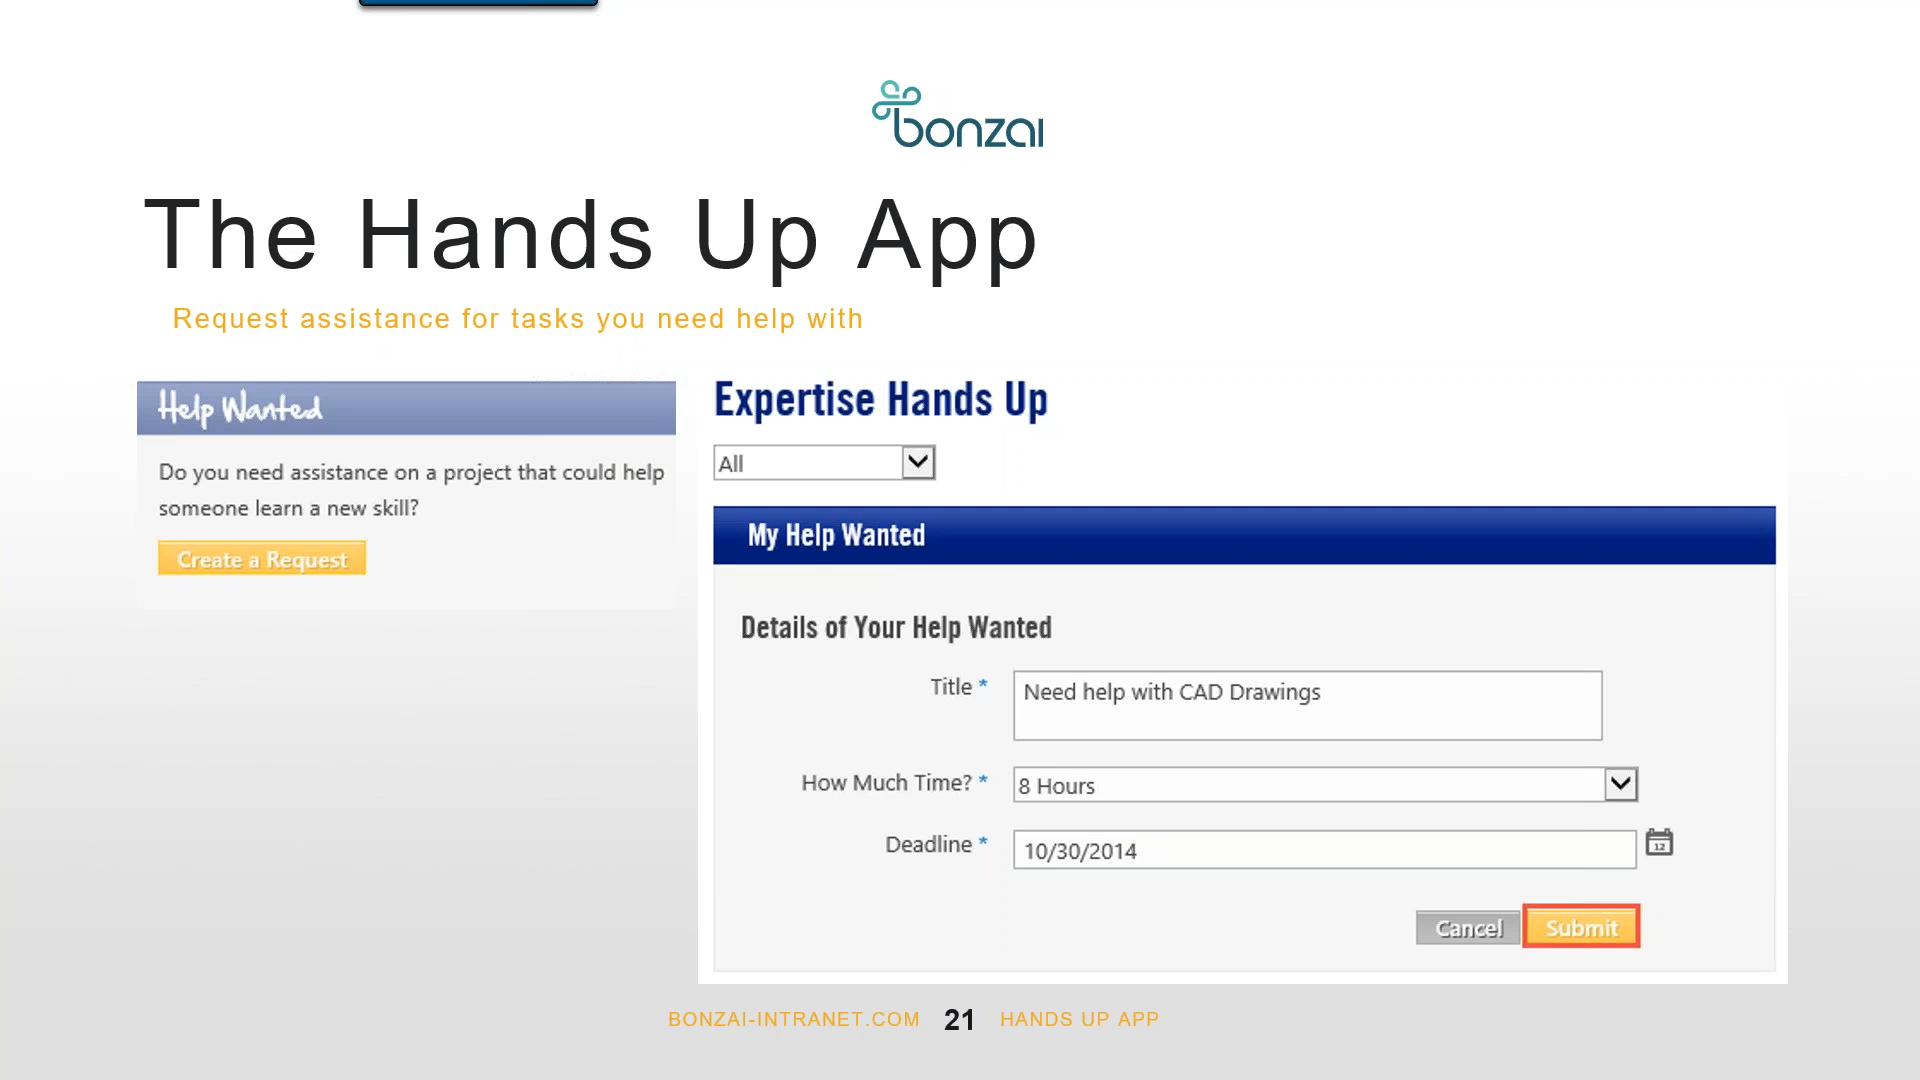 bonzai
The Hands Up App
Request assistance for tasks you need help with
Help Wanted
Do you need assistance on a project that could help
someone learn a new skill?
Create a Request
Expertise Hands Up
All
My Help Wanted
Details of Your Help Wanted
Title *
Need help with CAD Drawings
How Much Time? *
8 Hours
Deadline *
10/30/2014
12
Cancel
Submit
BONZAI-INTRANET.COM 21 HANDS UP APP